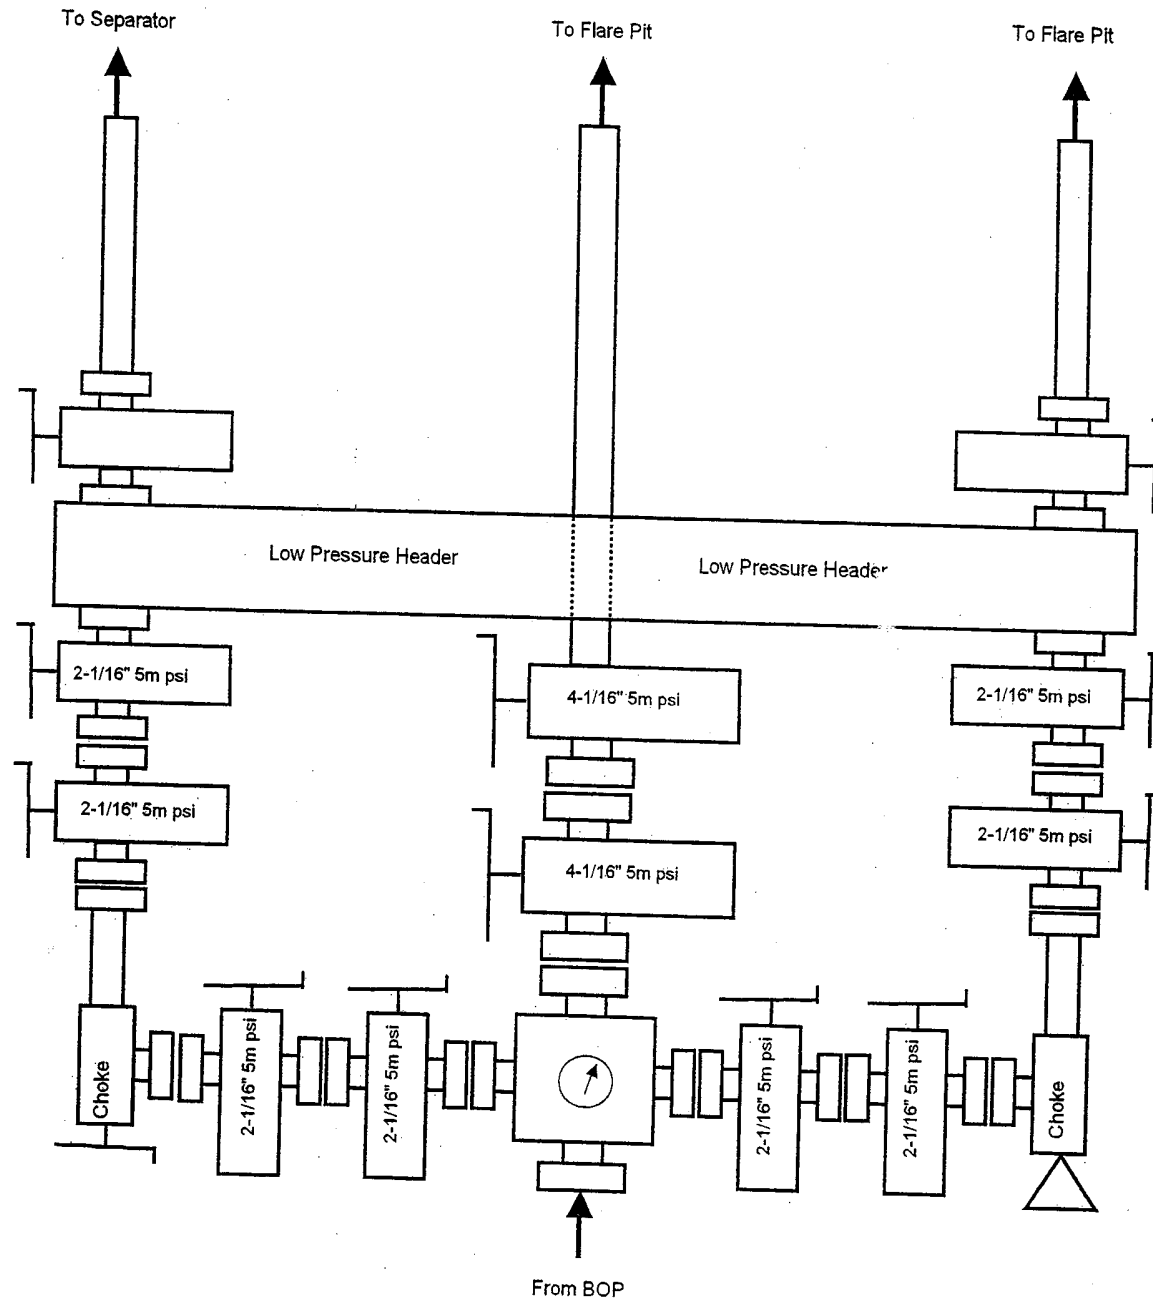 To Separator
To Flare Pit
To Flare Pit
Low Pressure Header
Low Pressure Header
2-1/16" 5m psi
4-1/16" 5m psi
2-1/16" 5m psi
2-1/16" 5m psi
4-1/16" 5m psi
2-1/16" 5m psi
Choke
2-1/16" 5m psi
2-1/16" 5m psi
2-1/16" 5m psi
2-1/16" 5m psi
Choke
From BOP